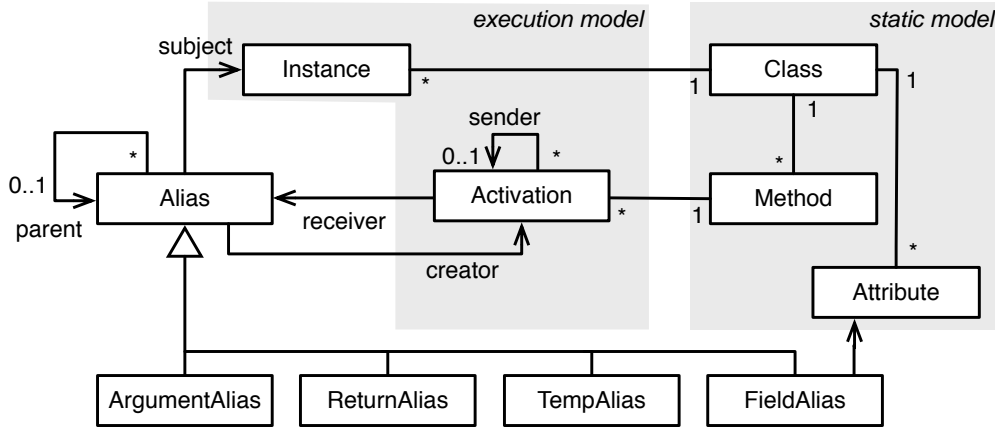 execution model
static model
subject
Instance
*
1
Class
1
1
sender
0..1
*
*
*
0..1
parent
Alias
receiver
Activation
*
1
Method
creator
*
Attribute
ArgumentAlias
ReturnAlias
TempAlias
FieldAlias